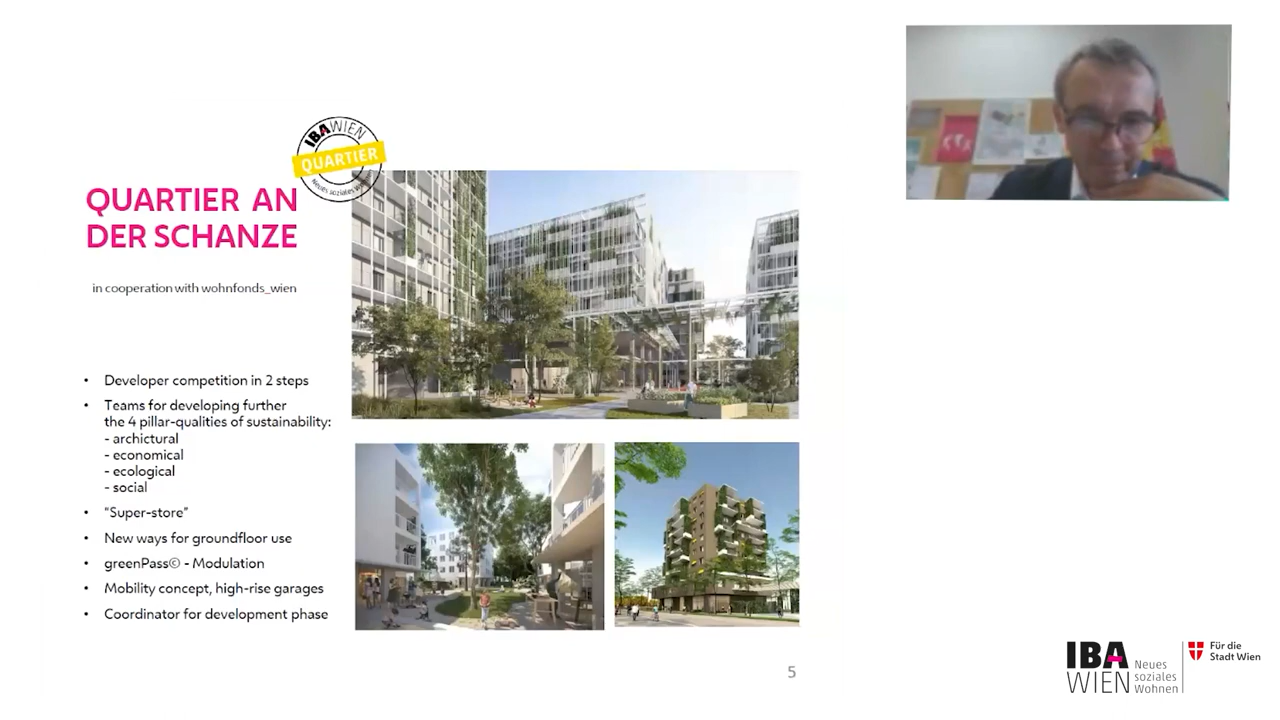 IBA WIEN
QUARTIER
Neues soziales
QUARTIER AN
DER SCHANZE
in cooperation with wohnfonds_wien
• Developer competition in 2 steps
• Teams for developing further
the 4 pillar-qualities of sustainability:
- archictural
- economical
- ecological
- social
• "Super-store"
• New ways for groundfloor use
• greenPass© - Modulation
• Mobility concept, high-rise garages
• Coordinator for development phase
5
IBA
WIEN
Neues
soziales
Wohnen
Für die
Stadt Wien